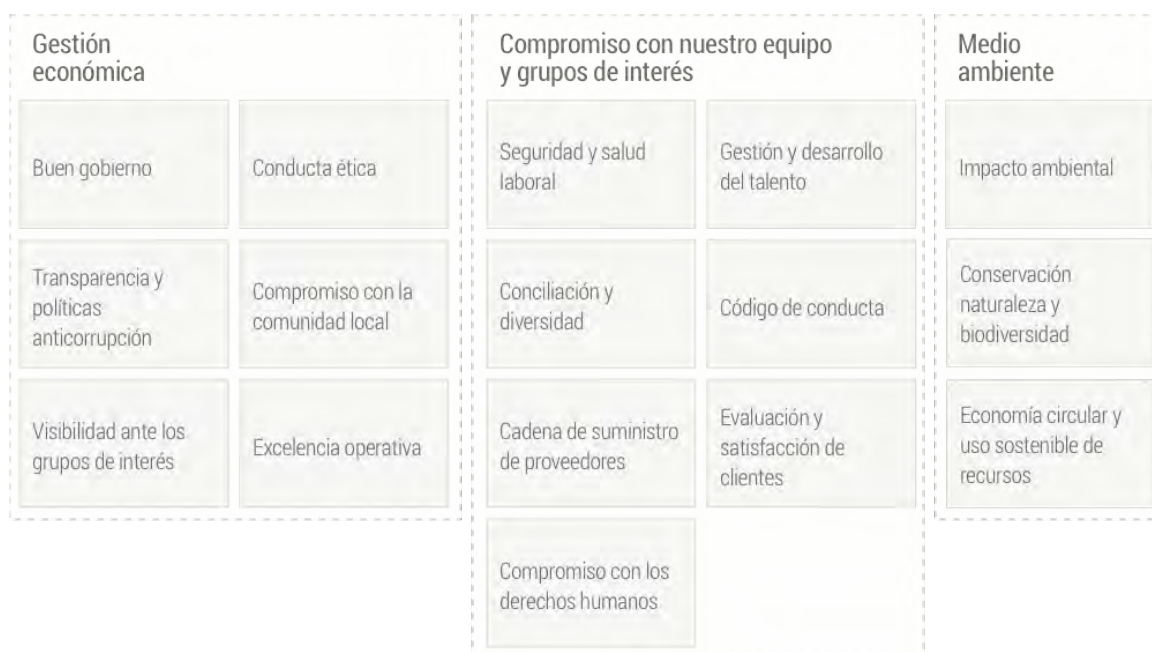 Gestión
económica
Buen gobierno
Conducta ética
Transparencia y
políticas
anticorrupción
Compromiso con la
comunidad local
Visibilidad ante los
grupos de interés
Excelencia operativa
Compromiso con nuestro equipo
y grupos de interés
Seguridad y salud
laboral
Gestión y desarrollo
del talento
Conciliación y
diversidad
Código de conducta
Cadena de suministro
de proveedores
Evaluación y
satisfacción de
clientes
Compromiso con los
derechos humanos
Medio
ambiente
Impacto ambiental
Conservación
naturaleza y
biodiversidad
Economía circular y
uso sostenible de
recursos